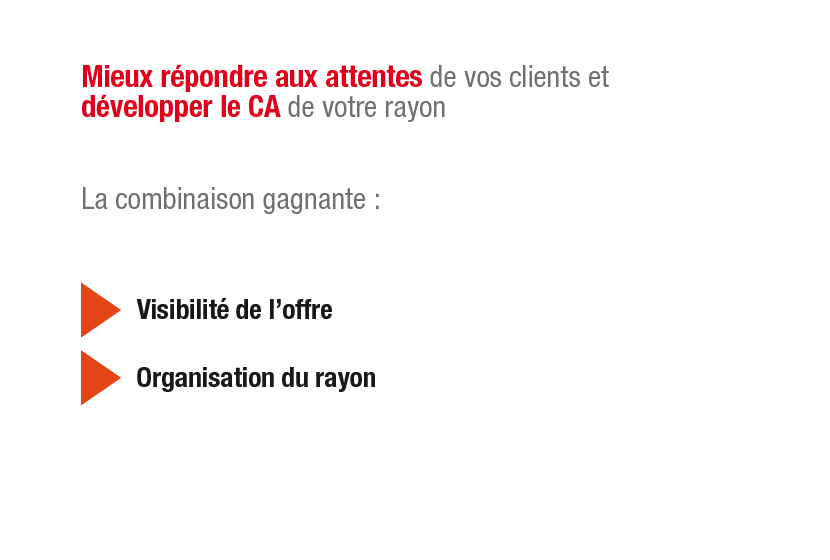 Mieux répondre aux attentes de vos clients et
développer le CA de votre rayon
La combinaison gagnante :
Visibilité de l’offre
Organisation du rayon